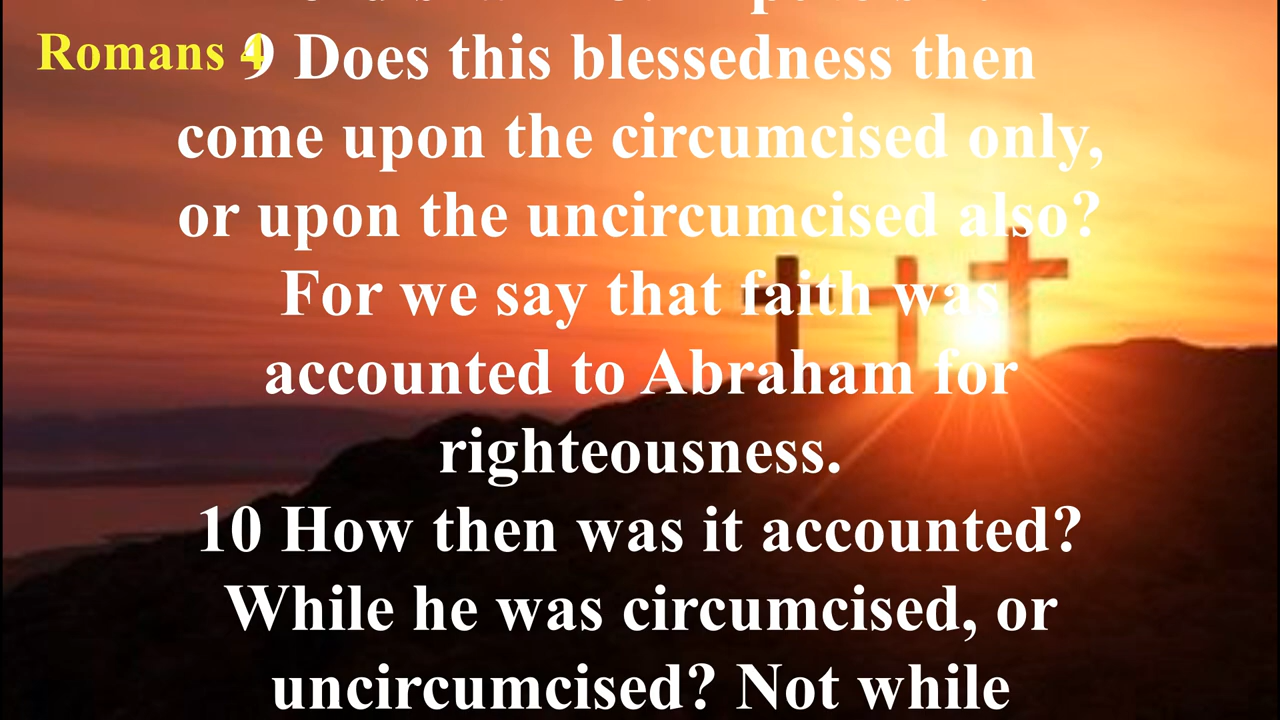 Romans 4
9 Does this blessedness then
come upon the circumcised only,
or upon the uncircumcised also?
For we say that faith was
accounted to Abraham for
righteousness.
10 How then was it accounted?
While he was circumcised, or
uncircumcised? Not while